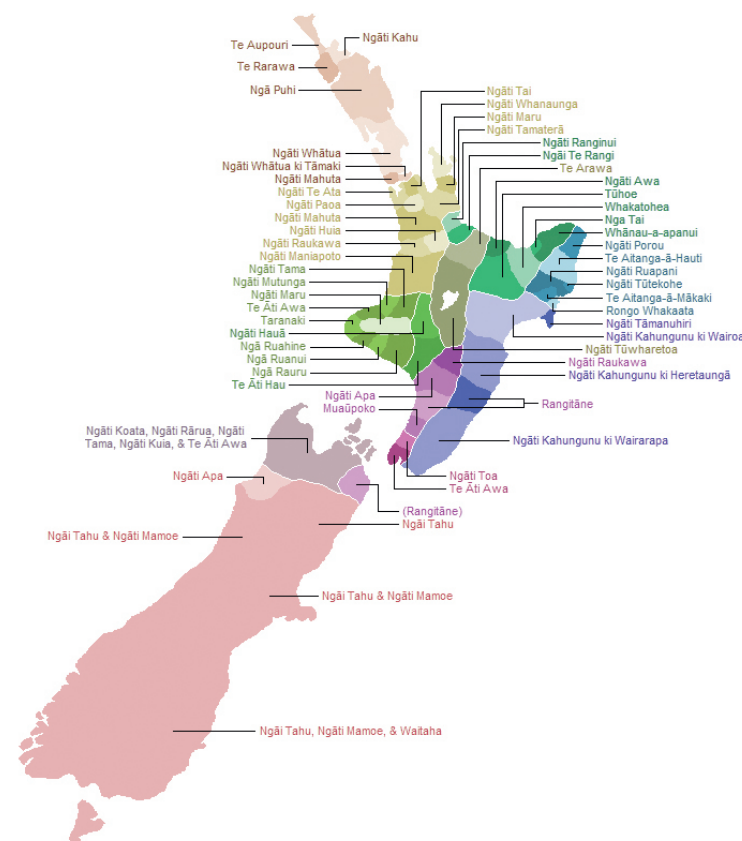 Ngāti Kahu
Te Aupouri
Te Rarawa
Ngā Puhi
Ngāti Tai
Ngāti Whanaunga
Ngāti Maru
Ngāti Tamaterā
Ngāti Ranginui
Ngāi Te Rangi
Te Arawa
Ngāti Awa
Tūhoe
Whakatohea
Nga Tai
Whānau-a-apanui
Ngāti Porou
Te Aitanga-ā-Hauti
Ngāti Ruapani
Ngāti Tūtekohe
Te Aitanga-ā-Mākaki
Rongo Whakaata
Ngāti Tāmanuhiri
Ngāti Kahungunu ki Wairoa
Ngāti Tūwharetoa
Ngāti Raukawa
Ngāti Kahungunu ki Heretaungā
Rangitāne
Ngāti Kahungunu ki Wairarapa
Ngāti Whātua
Ngāti Whātua ki Tāmaki
Ngāti Mahuta
Ngāti Te Ata
Ngāti Paoa
Ngāti Mahuta
Ngāti Huia
Ngāti Raukawa
Ngāti Maniapoto
Ngāti Tama
Ngāti Mutunga
Ngāti Maru
Te Āti Awa
Taranaki
Ngāti Hauā
Ngā Ruahine
Ngā Ruanui
Ngā Rauru
Te Āti Hau
Ngāti Apa
Muaūpoko
Ngāti Koata, Ngāti Rārua, Ngāti
Tama, Ngāti Kuia, & Te Āti Awa
Ngāti Toa
Te Āti Awa
Ngāti Apa
(Rangitāne)
Ngāi Tahu
Ngāi Tahu & Ngāti Mamoe
Ngāi Tahu & Ngāti Mamoe
Ngāi Tahu, Ngāti Mamoe, & Waitaha